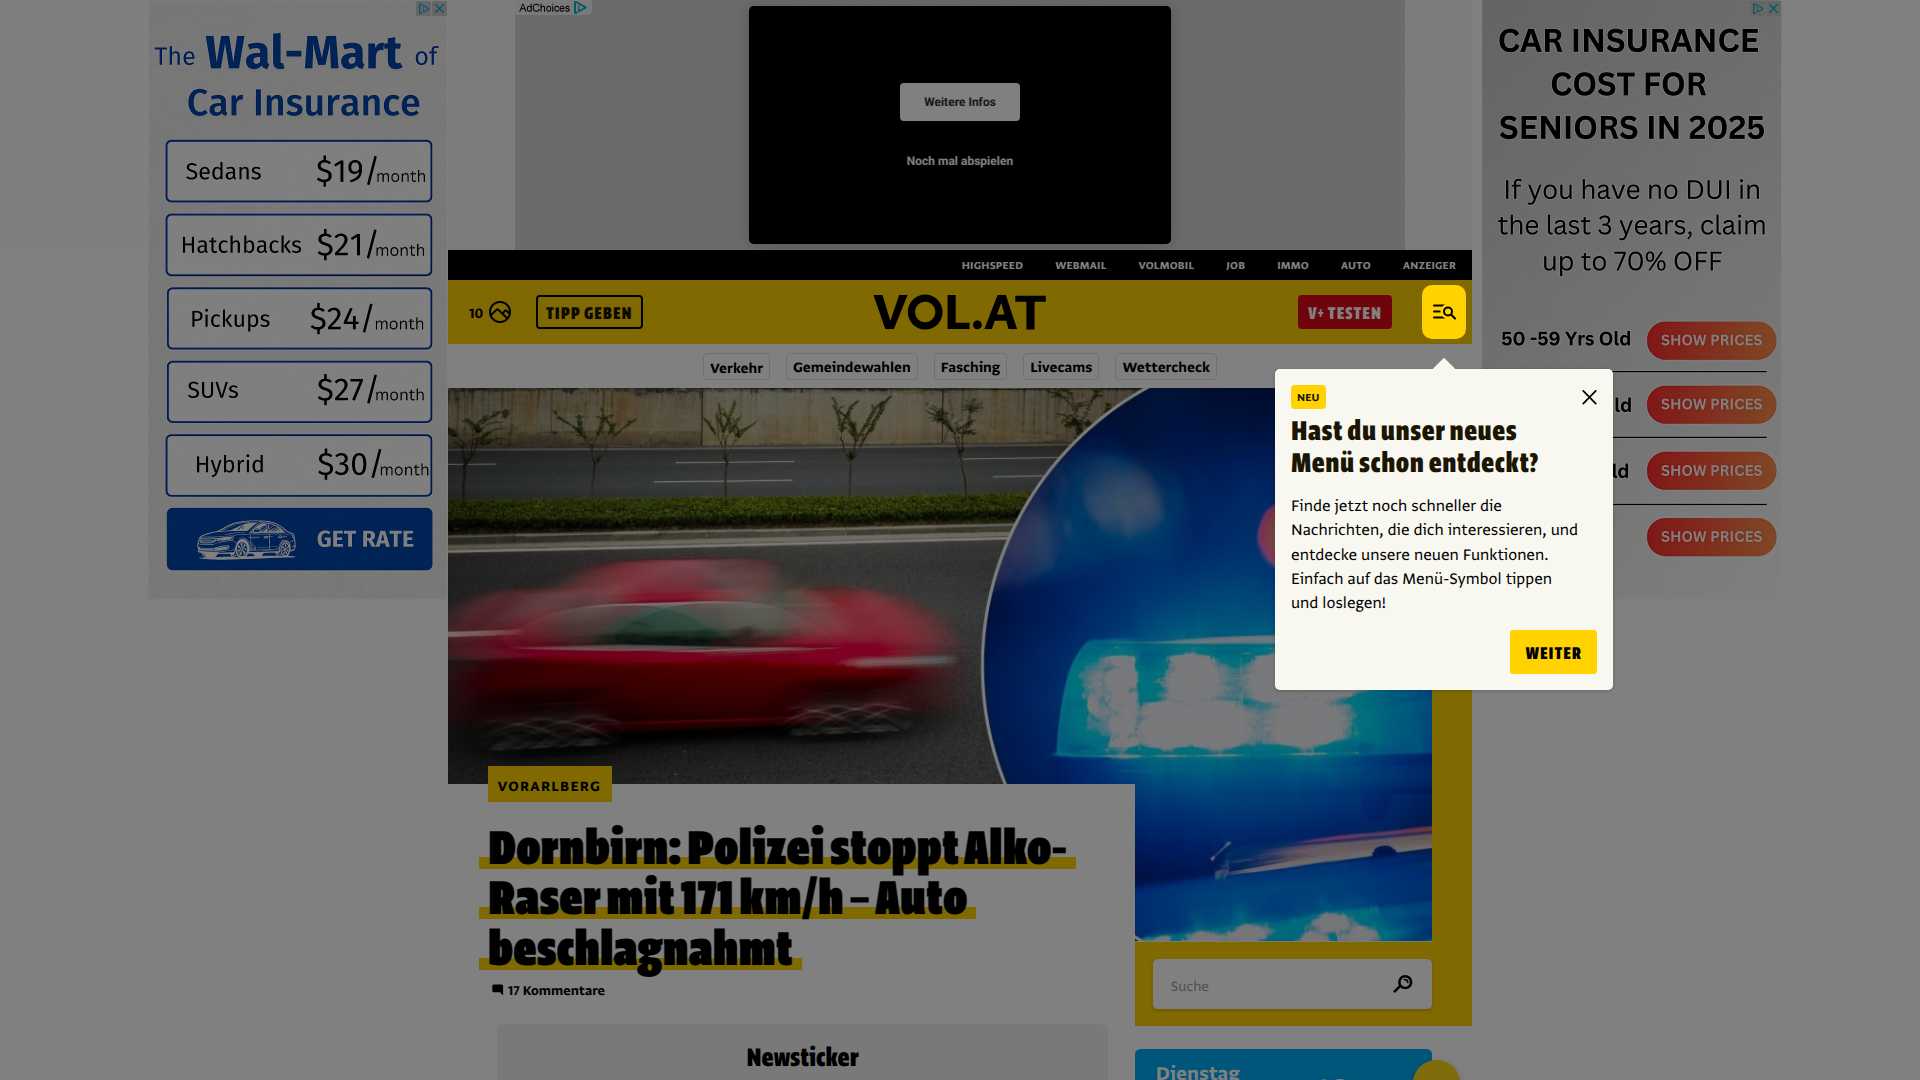 The Wal-Mart of
Car Insurance
Sedans $19/month
Hatchbacks $21/month
Pickups $24/month
SUVs $27/month
Hybrid $30/month
GET RATE
AdChoices
Weitere Infos
Noch mal abspielen
CAR INSURANCE
COST FOR
SENIORS IN 2025
If you have no DUI in
the last 3 years, claim
up to 70% OFF
50 -59 Yrs Old SHOW PRICES
ld SHOW PRICES
ld SHOW PRICES
SHOW PRICES
HIGHSPEED WEBMAIL VOLMOBIL JOB IMMO AUTO ANZEIGER
10 TIPP GEBEN VOL.AT V+ TESTEN
Verkehr Gemeindewahlen Fasching Livecams Wettercheck
NEU
Hast du unser neues
Menü schon entdeckt?
Finde jetzt noch schneller die
Nachrichten, die dich interessieren, und
entdecke unsere neuen Funktionen.
Einfach auf das Menü-Symbol tippen
und loslegen!
WEITER
VORARLBERG
Dornbirn: Polizei stoppt Alko-
Raser mit 171 km/h – Auto
beschlagnahmt
17 Kommentare
Newsticker
Suche
Dienstag